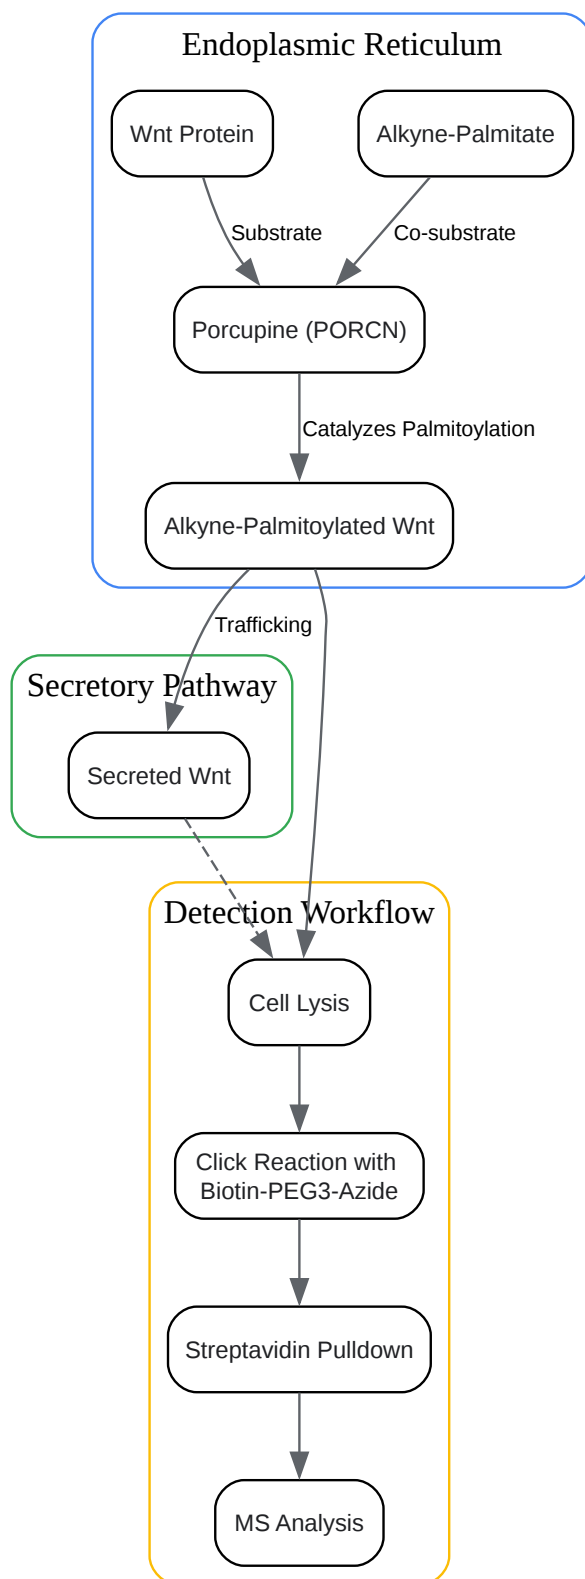 Endoplasmic Reticulum
Wnt Protein
Alkyne-Palmitate
Substrate
Co-substrate
Porcupine (PORCN)
Catalyzes Palmitoylation
Alkyne-Palmitoylated Wnt
Trafficking
Secretory Pathway
Secreted Wnt
Detection Workflow
Cell Lysis
Click Reaction with
Biotin-PEG3-Azide
Streptavidin Pulldown
MS Analysis